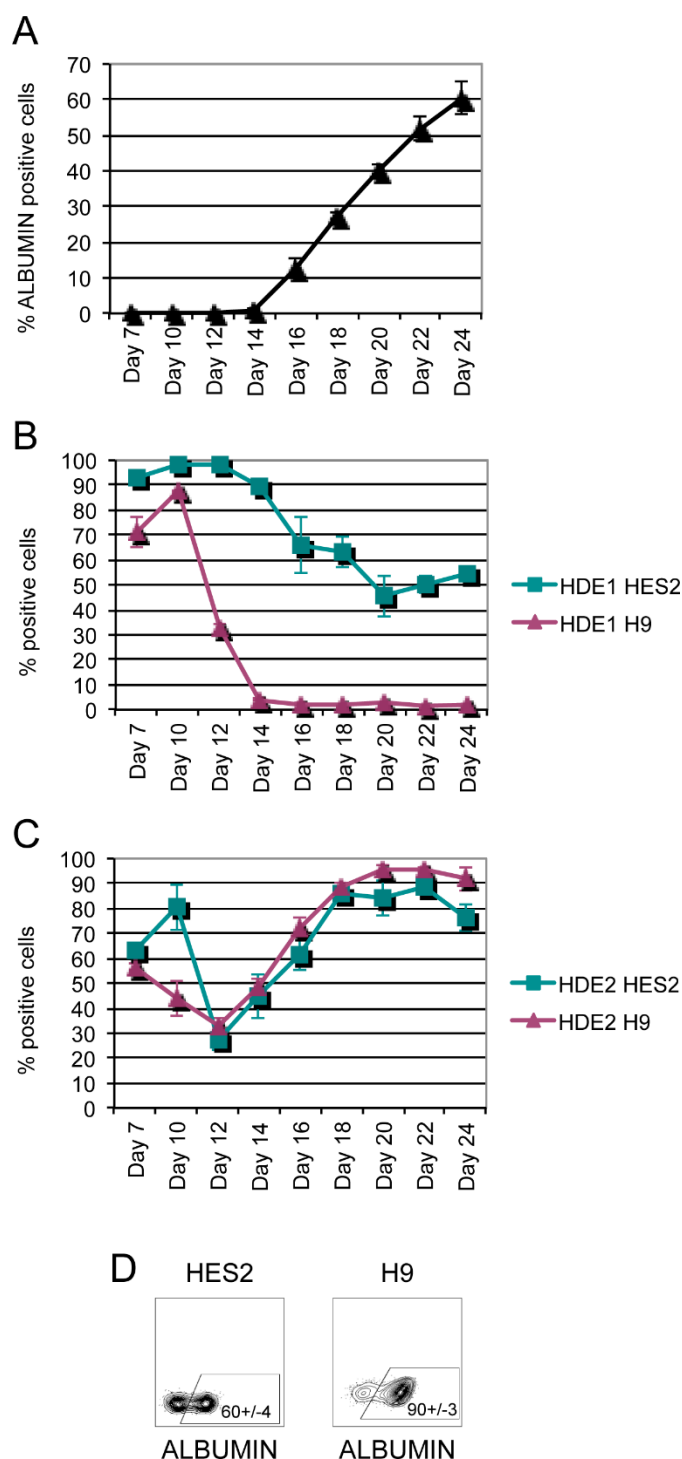 A
70
60
50
40
30
20
10
0
% ALBUMIN positive cells
Day 7
Day 10
Day 12
Day 14
Day 16
Day 18
Day 20
Day 22
Day 24
B
100
90
80
70
60
50
40
30
20
10
0
% positive cells
Day 7
Day 10
Day 12
Day 14
Day 16
Day 18
Day 20
Day 22
Day 24
HDE1 HES2
HDE1 H9
C
100
90
80
70
60
50
40
30
20
10
0
% positive cells
Day 7
Day 10
Day 12
Day 14
Day 16
Day 18
Day 20
Day 22
Day 24
HDE2 HES2
HDE2 H9
D
HES2 H9
60+/-4 90+/-3
ALBUMIN ALBUMIN